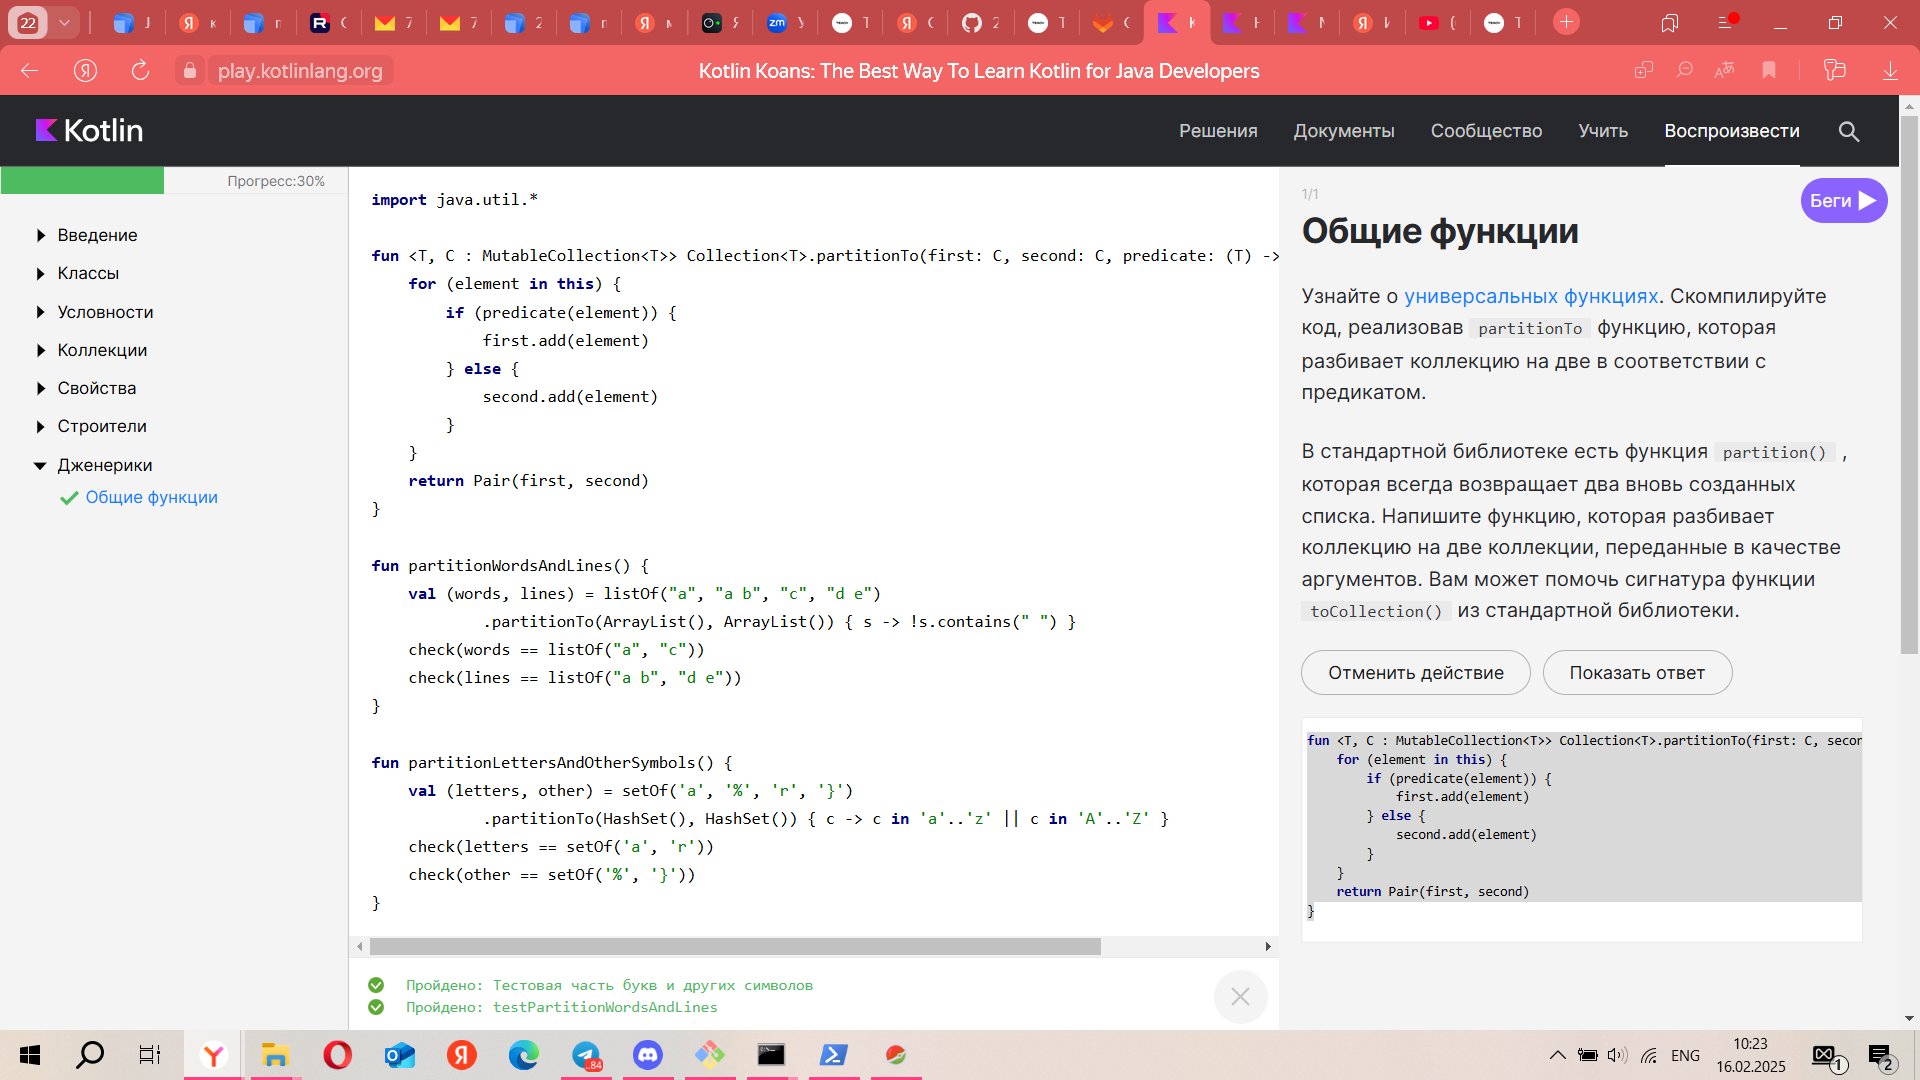 22
play.kotlinlang.org
Kotlin Koans: The Best Way To Learn Kotlin for Java Developers
Kotlin
Решения
Документы
Сообщество
Учить
Воспроизвести
Прогресс:30%
Введение
Классы
Условности
Коллекции
Свойства
Строители
Дженерики
Общие функции
import java.util.*
fun <T, C : MutableCollection<T>> Collection<T>.partitionTo(first: C, second: C, predicate: (T) ->
for (element in this) {
if (predicate(element)) {
first.add(element)
} else {
second.add(element)
}
}
return Pair(first, second)
}
fun partitionWordsAndLines() {
val (words, lines) = listOf("a", "a b", "c", "d e")
.partitionTo(ArrayList(), ArrayList()) { s -> !s.contains(" ") }
check(words == listOf("a", "c"))
check(lines == listOf("a b", "d e"))
}
fun partitionLettersAndOtherSymbols() {
val (letters, other) = setOf('a', '%', 'r', '}')
.partitionTo(HashSet(), HashSet()) { c -> c in 'a'..'z' || c in 'A'..'Z' }
check(letters == setOf('a', 'r'))
check(other == setOf('%', '}'))
}
Пройдено: Тестовая часть букв и других символов
Пройдено: testPartitionWordsAndLines
1/1
Беги
Общие функции
Узнайте о универсальных функциях. Скомпилируйте
код, реализовав partitionTo функцию, которая
разбивает коллекцию на две в соответствии с
предикатом.
В стандартной библиотеке есть функция partition() ,
которая всегда возвращает два вновь созданных
списка. Напишите функцию, которая разбивает
коллекцию на две коллекции, переданные в качестве
аргументов. Вам может помочь сигнатура функции
toCollection() из стандартной библиотеки.
Отменить действие
Показать ответ
fun <T, C : MutableCollection<T>> Collection<T>.partitionTo(first: C, secon
for (element in this) {
if (predicate(element)) {
first.add(element)
} else {
second.add(element)
}
}
return Pair(first, second)
}
ENG
10:23
16.02.2025
1
2